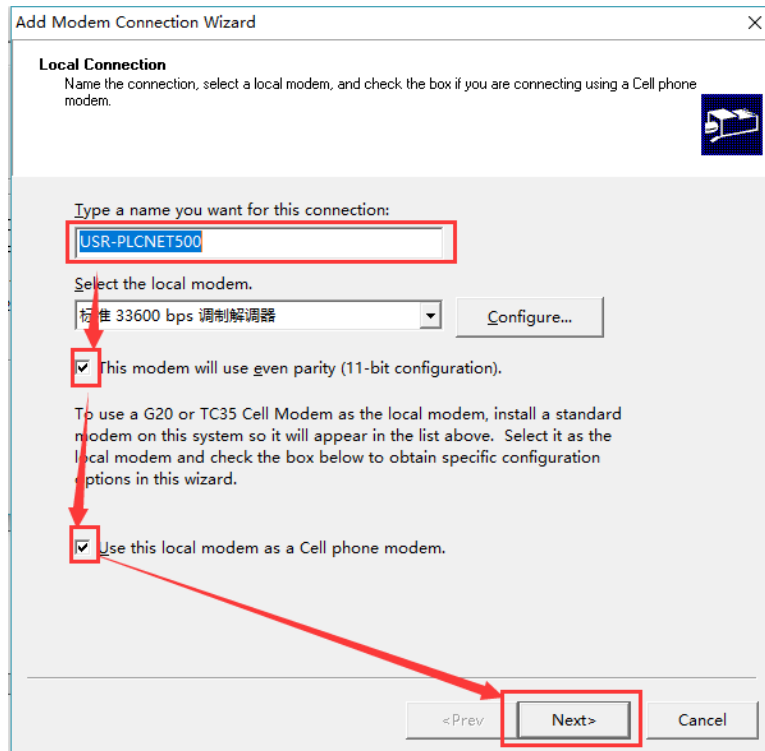 Add Modem Connection Wizard
Local Connection
Name the connection, select a local modem, and check the box if you are connecting using a Cell phone
modem.
Type a name you want for this connection:
USR-PLCNET500
Select the local modem.
标准 33600 bps 调制解调器
Configure...
This modem will use even parity (11-bit configuration).
To use a G20 or TC35 Cell Modem as the local modem, install a standard
modem on this system so it will appear in the list above. Select it as the
local modem and check the box below to obtain specific configuration
options in this wizard.
Use this local modem as a Cell phone modem.
<Prev
Next>
Cancel